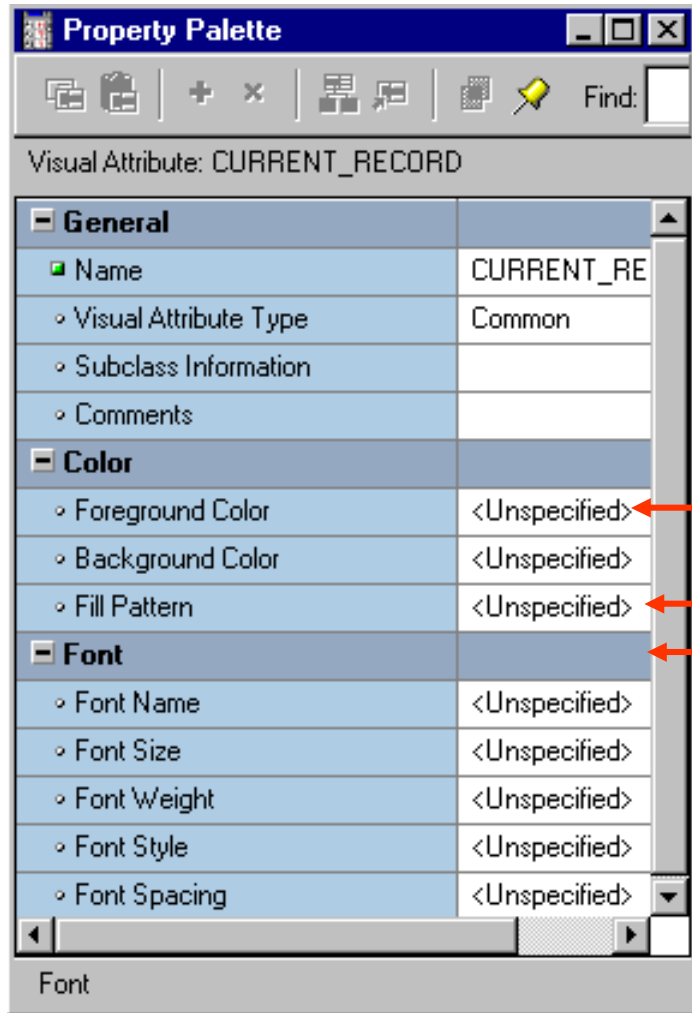 Property Palette
Find:
Visual Attribute: CURRENT_RECORD
General
Name CURRENT_RE
Visual Attribute Type Common
Subclass Information
Comments
Color
Foreground Color <Unspecified>
Background Color <Unspecified>
Fill Pattern <Unspecified>
Font
Font Name <Unspecified>
Font Size <Unspecified>
Font Weight <Unspecified>
Font Style <Unspecified>
Font Spacing <Unspecified>
Font